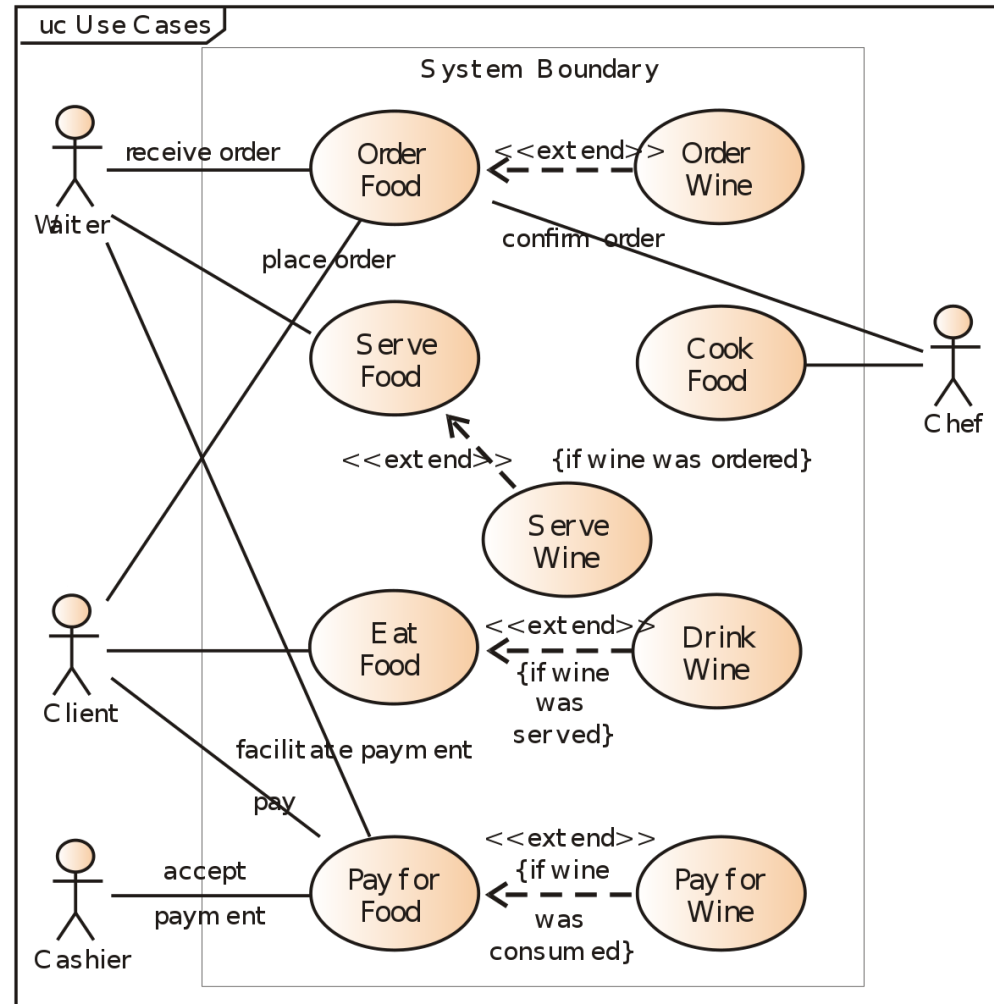 uc Use Cases
System Boundary
Waiter
receive order
Order
Food
<<extend>>
Order
Wine
confirm order
place order
Serve
Food
Cook
Food
Chef
<<extend>>
{if wine was ordered}
Serve
Wine
Client
Eat
Food
<<extend>>
{if wine
was
served}
Drink
Wine
facilitate payment
pay
Cashier
accept
payment
Pay for
Food
<<extend>>
{if wine
was
consumed}
Pay for
Wine